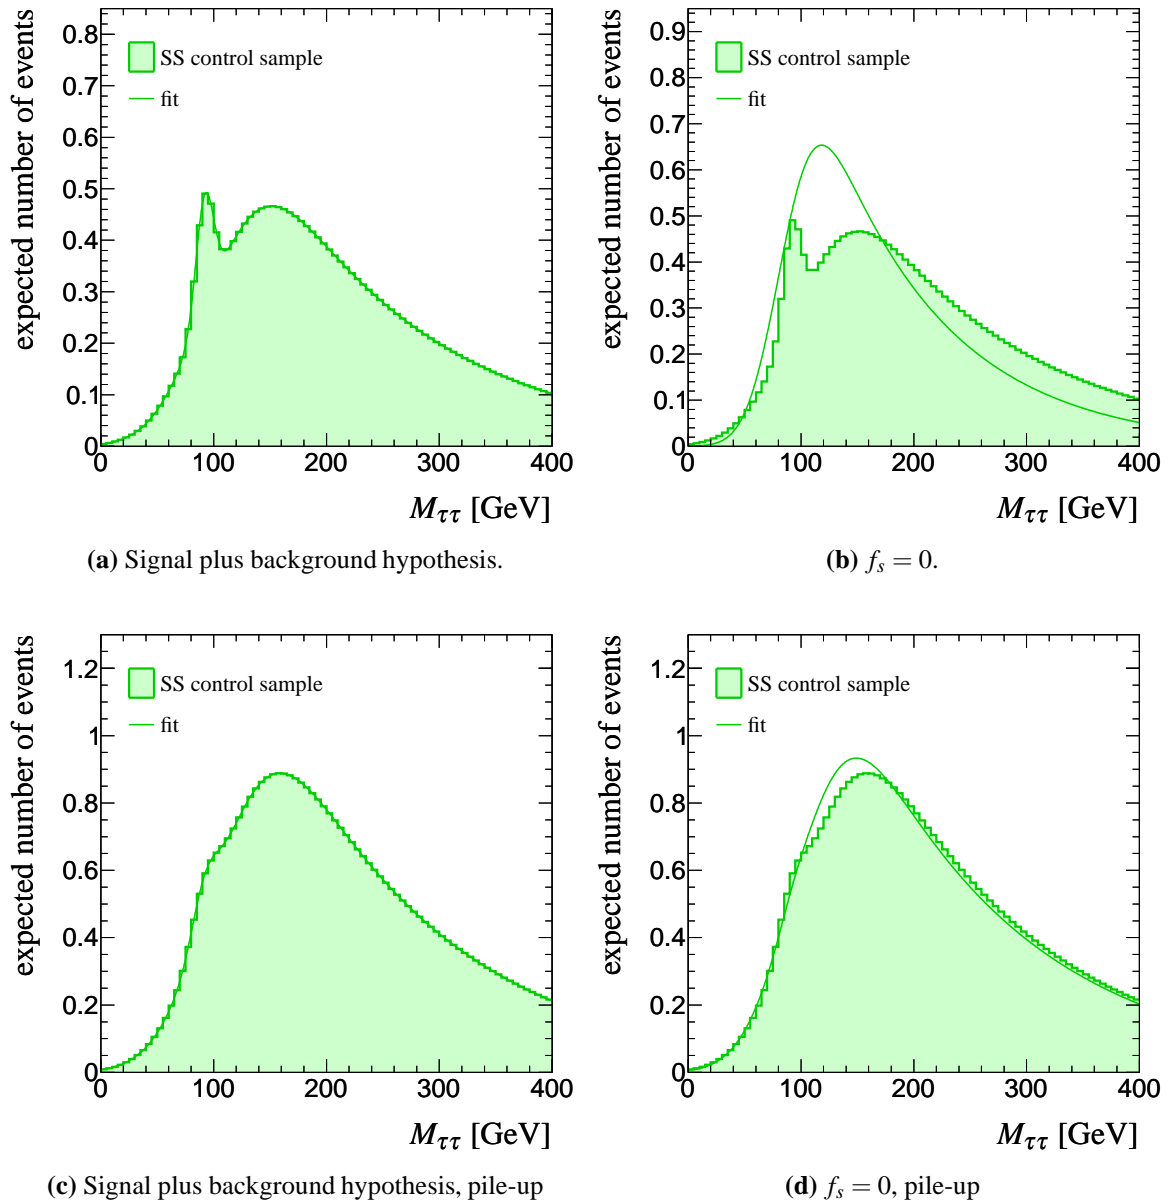 expected number of events
0.8
0.7
0.6
0.5
0.4
0.3
0.2
0.1
0
SS control sample
fit
0 100 200 300 400
M_ττ [GeV]
(a) Signal plus background hypothesis.
expected number of events
0.9
0.8
0.7
0.6
0.5
0.4
0.3
0.2
0.1
0
SS control sample
fit
0 100 200 300 400
M_ττ [GeV]
(b) f_s = 0.
expected number of events
1.2
1
0.8
0.6
0.4
0.2
0
SS control sample
fit
0 100 200 300 400
M_ττ [GeV]
(c) Signal plus background hypothesis, pile-up
expected number of events
1.2
1
0.8
0.6
0.4
0.2
0
SS control sample
fit
0 100 200 300 400
M_ττ [GeV]
(d) f_s = 0, pile-up